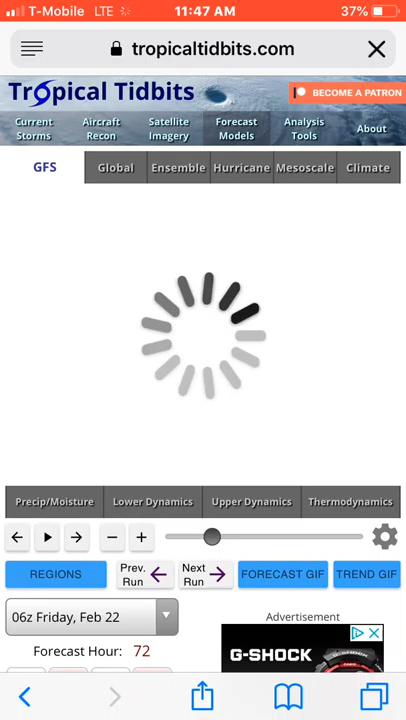 T-Mobile LTE 11:47 AM 37%
tropicaltidbits.com
Tropical Tidbits BECOME A PATRON
Current Storms Aircraft Recon Satellite Imagery Forecast Models Analysis Tools About
GFS Global Ensemble Hurricane Mesoscale Climate
Precip/Moisture Lower Dynamics Upper Dynamics Thermodynamics
REGIONS Prev. Run Next Run FORECAST GIF TREND GIF
06z Friday, Feb 22 Advertisement
Forecast Hour: 72
G-SHOCK